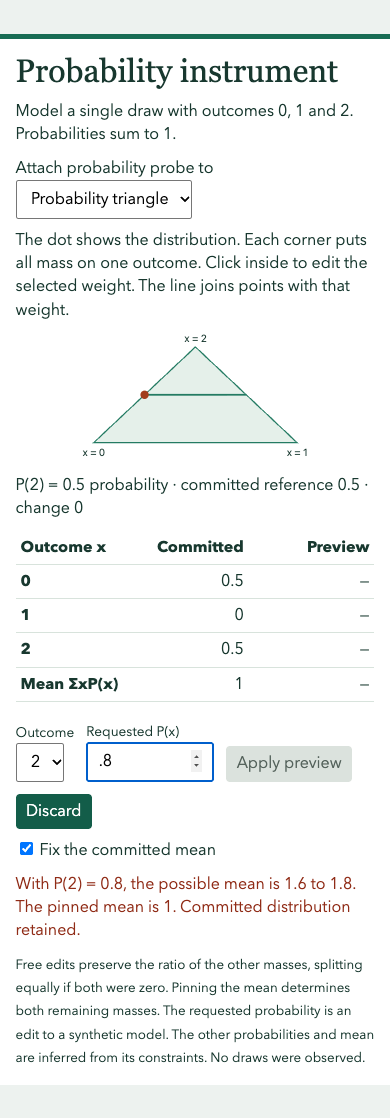 Probability instrument
Model a single draw with outcomes 0, 1 and 2.
Probabilities sum to 1.
Attach probability probe to
Probability triangle
The dot shows the distribution. Each corner puts
all mass on one outcome. Click inside to edit the
selected weight. The line joins points with that
weight.
x = 2
x = 0
x = 1
P(2) = 0.5 probability · committed reference 0.5 ·
change 0
Outcome x Committed Preview
0 0.5 –
1 0 –
2 0.5 –
Mean ΣxP(x) 1 –
Outcome Requested P(x)
2 .8 Apply preview
Discard
Fix the committed mean
With P(2) = 0.8, the possible mean is 1.6 to 1.8.
The pinned mean is 1. Committed distribution
retained.
Free edits preserve the ratio of the other masses, splitting
equally if both were zero. Pinning the mean determines
both remaining masses. The requested probability is an
edit to a synthetic model. The other probabilities and mean
are inferred from its constraints. No draws were observed.